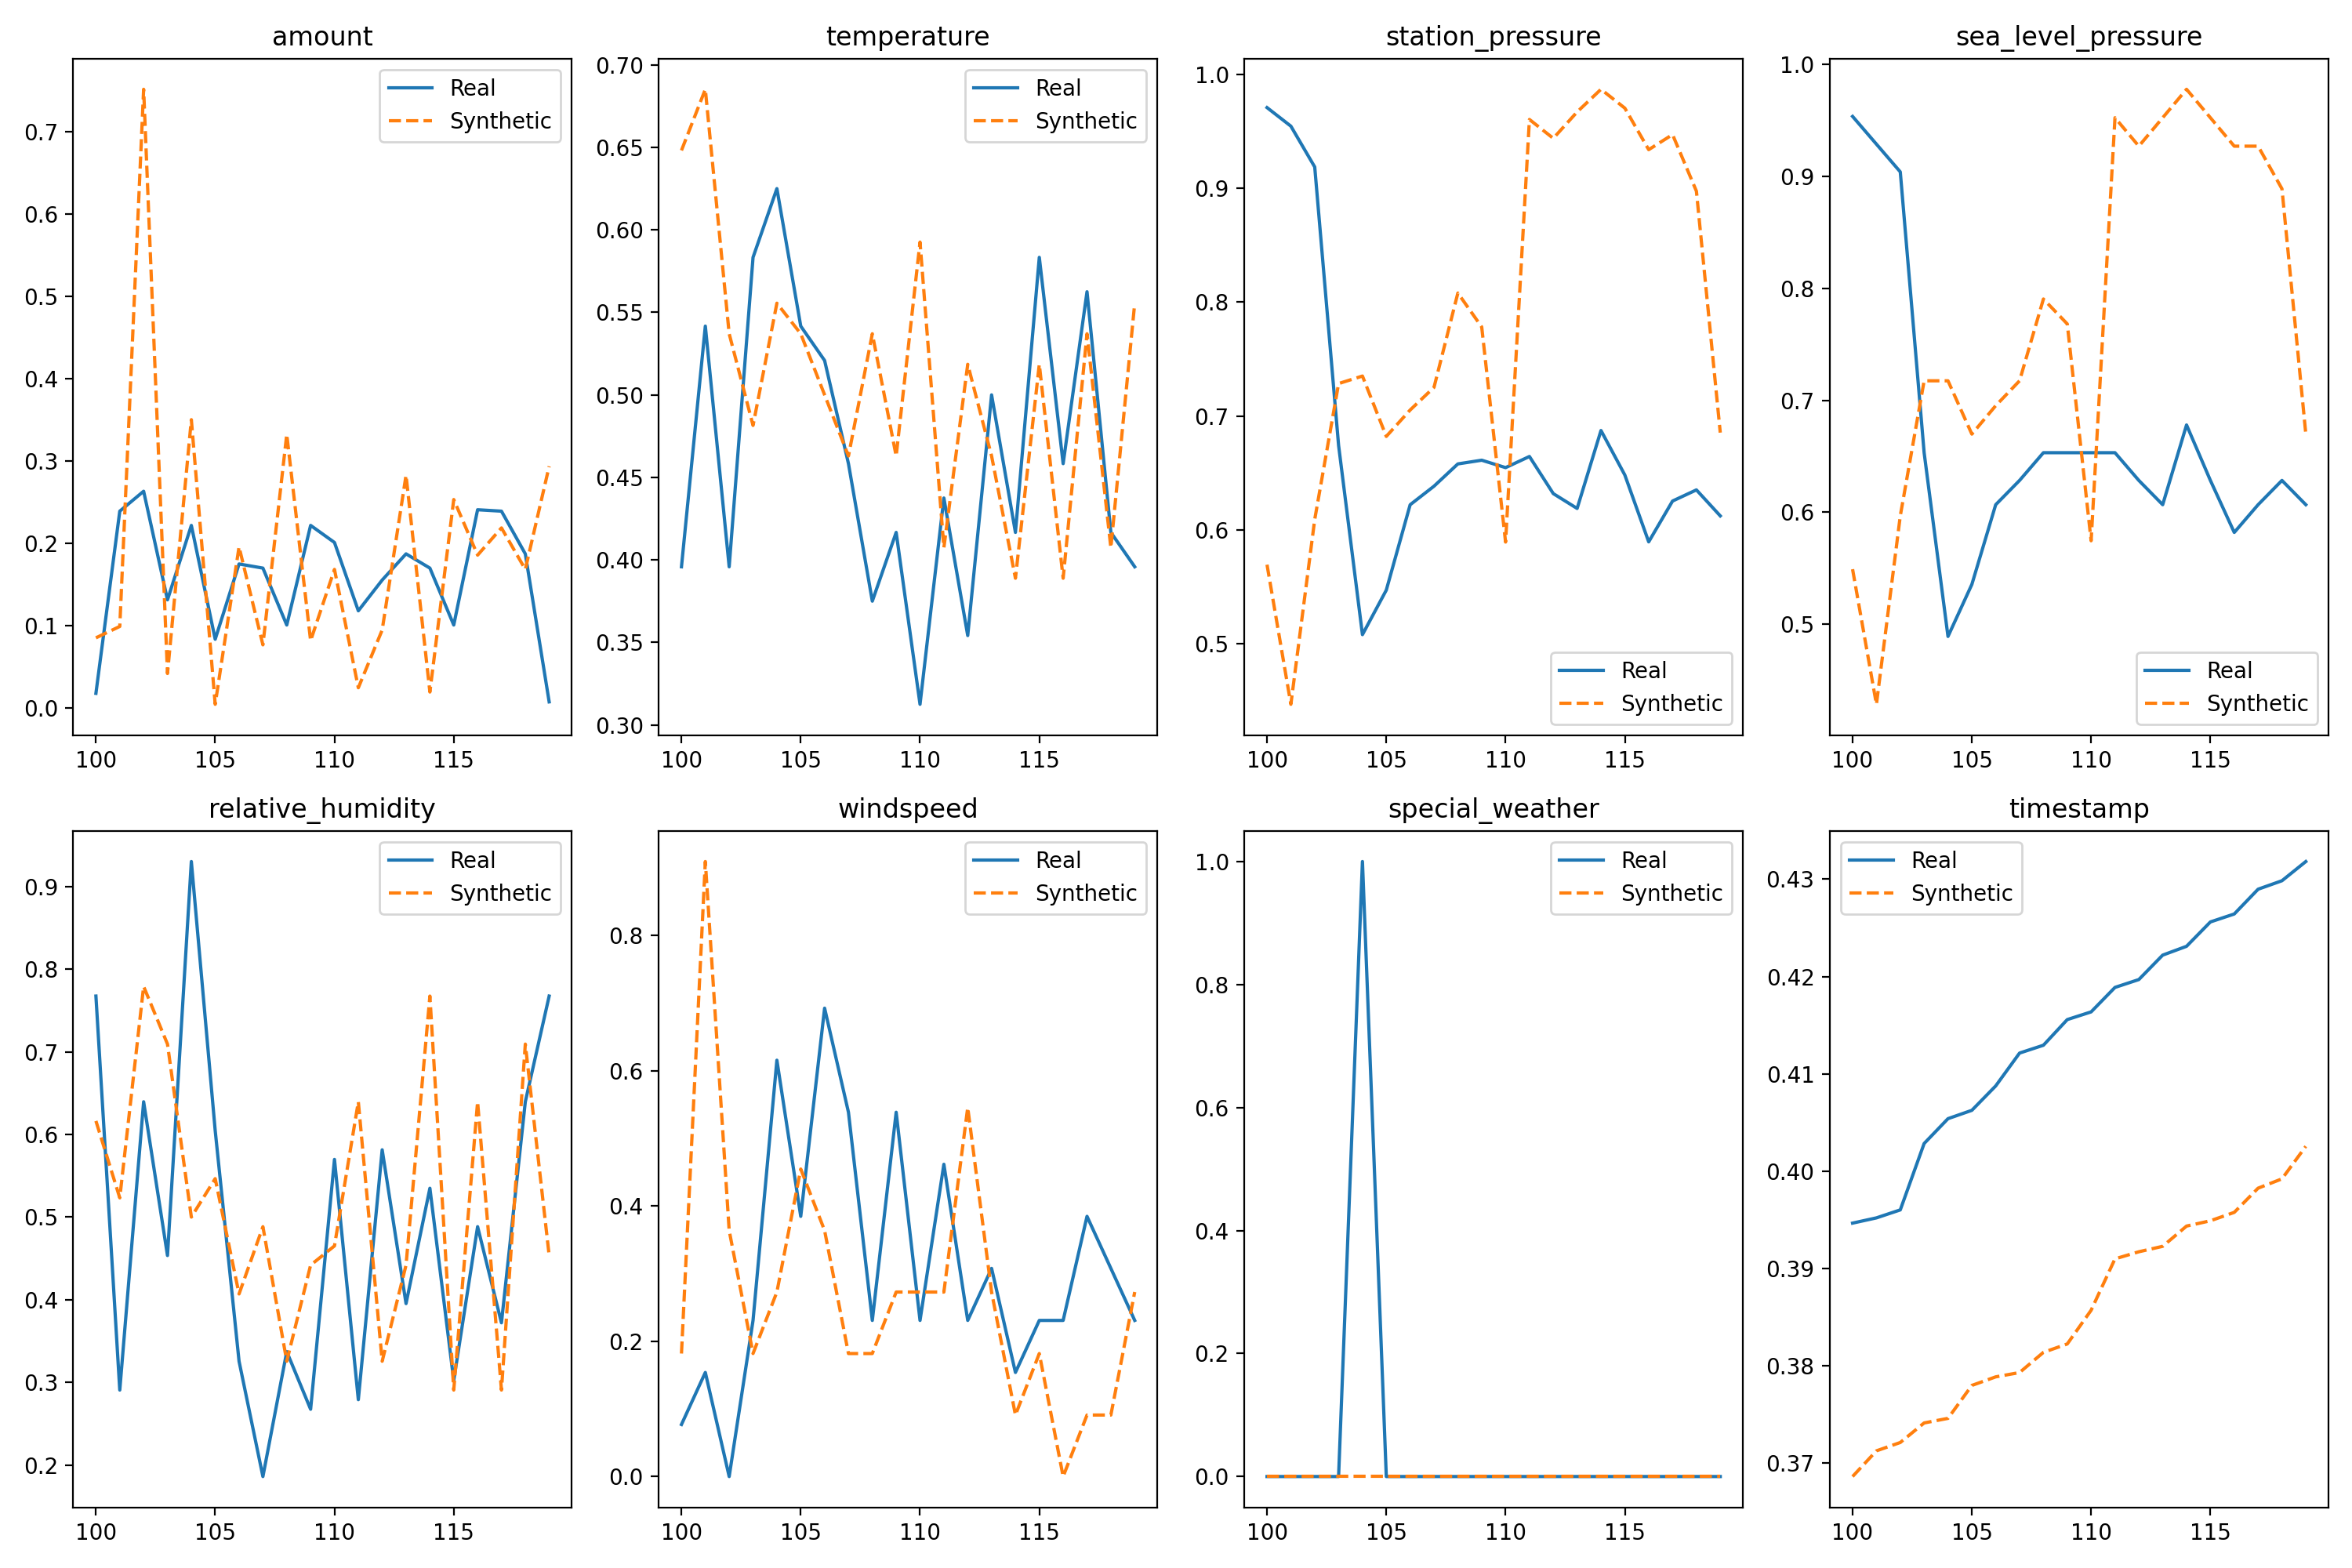 amount
Real
Synthetic
0.7
0.6
0.5
0.4
0.3
0.2
0.1
0.0
100 105 110 115
temperature
Real
Synthetic
0.70
0.65
0.60
0.55
0.50
0.45
0.40
0.35
0.30
100 105 110 115
station_pressure
1.0
0.9
0.8
0.7
0.6
0.5
Real
Synthetic
100 105 110 115
sea_level_pressure
1.0
0.9
0.8
0.7
0.6
0.5
Real
Synthetic
100 105 110 115
relative_humidity
Real
Synthetic
0.9
0.8
0.7
0.6
0.5
0.4
0.3
0.2
100 105 110 115
windspeed
Real
Synthetic
0.8
0.6
0.4
0.2
0.0
100 105 110 115
special_weather
Real
Synthetic
1.0
0.8
0.6
0.4
0.2
0.0
100 105 110 115
timestamp
Real
Synthetic
0.43
0.42
0.41
0.40
0.39
0.38
0.37
100 105 110 115